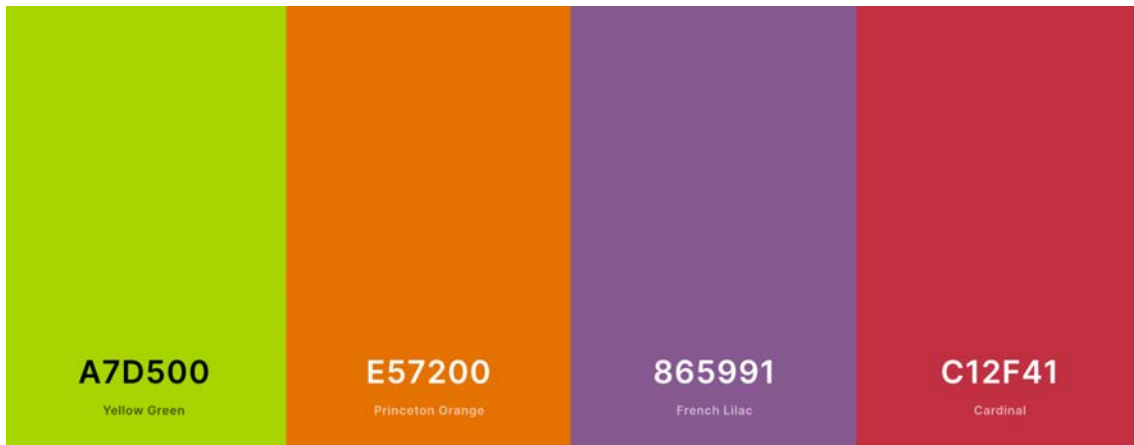 A7D500
Yellow Green
E57200
Princeton Orange
865991
French Lilac
C12F41
Cardinal